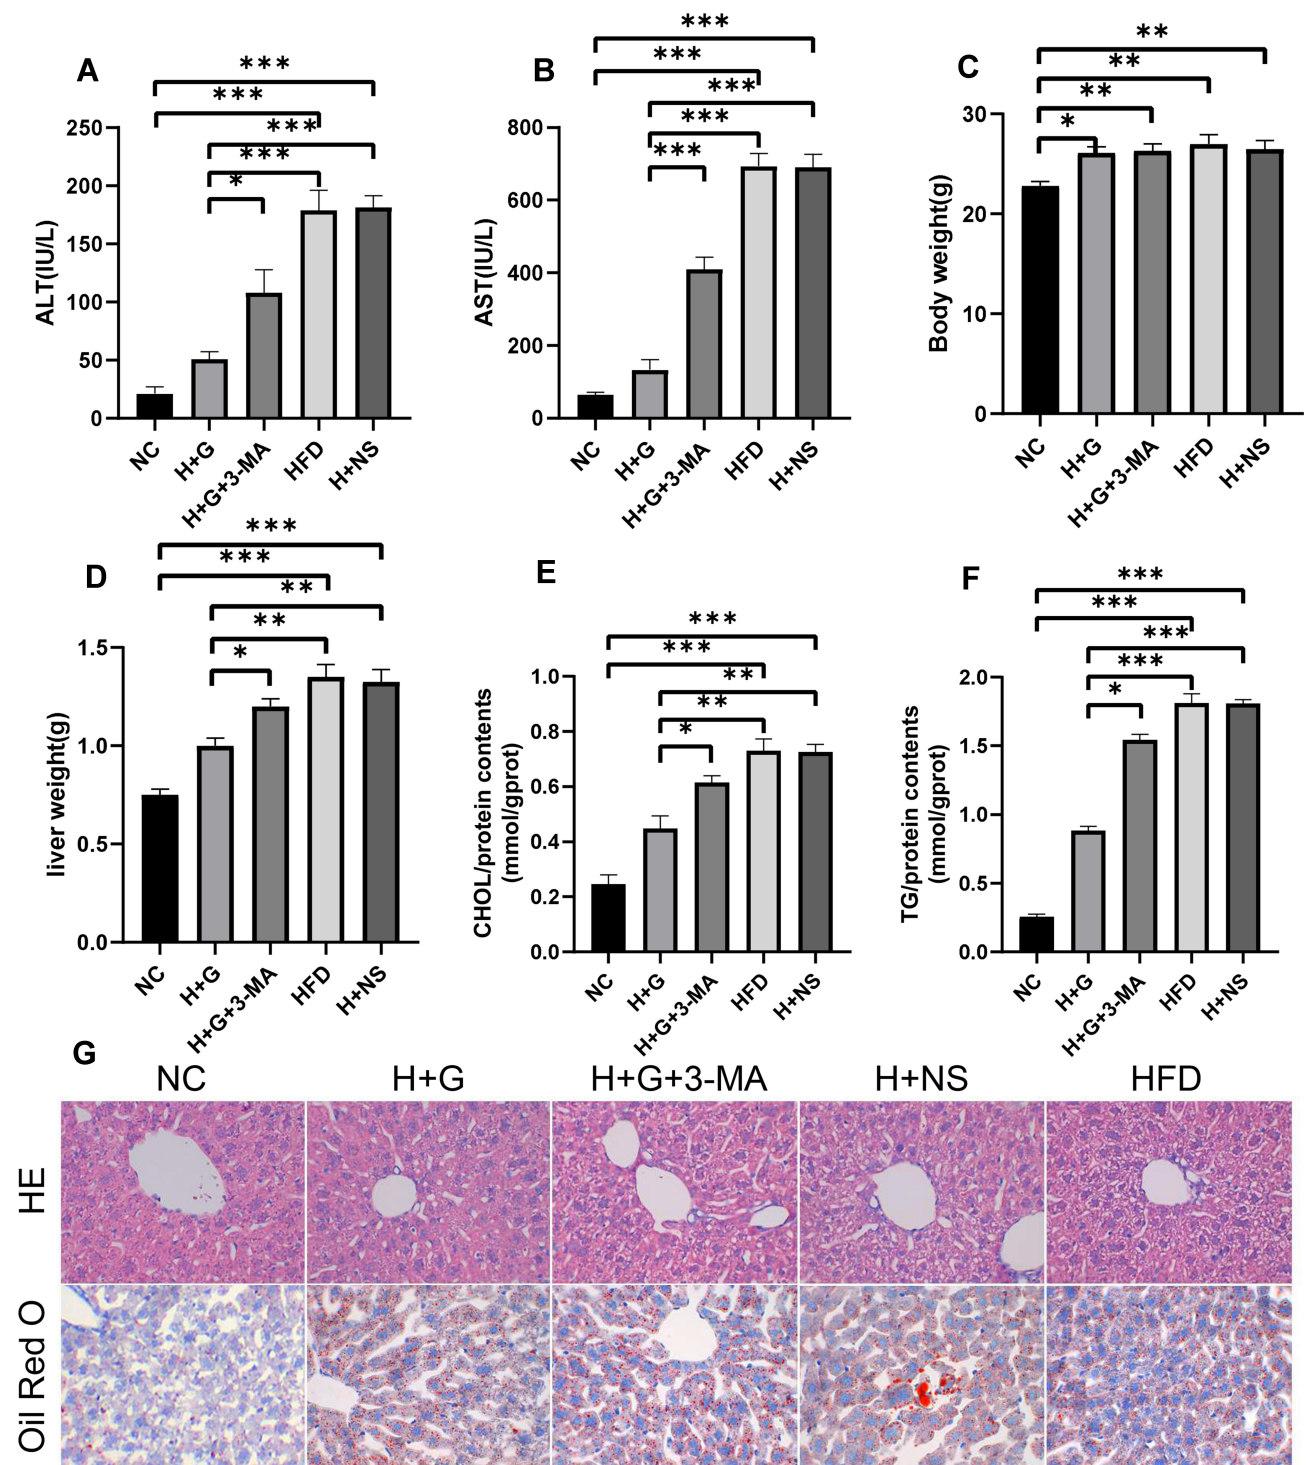 A
***
***
***
***
*
250
200
150
100
50
0
ALT(IU/L)
NC
H+G
H+G+3-MA
HFD
H+NS
B
***
***
***
***
***
800
600
400
200
0
AST(IU/L)
NC
H+G
H+G+3-MA
HFD
H+NS
C
**
**
**
*
30
20
10
0
Body weight(g)
NC
H+G
H+G+3-MA
HFD
H+NS
D
***
***
**
**
*
1.5
1.0
0.5
0.0
liver weight(g)
NC
H+G
H+G+3-MA
HFD
H+NS
E
***
***
**
**
*
1.0
0.8
0.6
0.4
0.2
0.0
CHOL/protein contents
(mmol/gprot)
NC
H+G
H+G+3-MA
HFD
H+NS
F
***
***
***
***
*
2.0
1.5
1.0
0.5
0.0
TG/protein contents
(mmol/gprot)
NC
H+G
H+G+3-MA
HFD
H+NS
G
NC H+G H+G+3-MA H+NS HFD
HE
Oil Red O